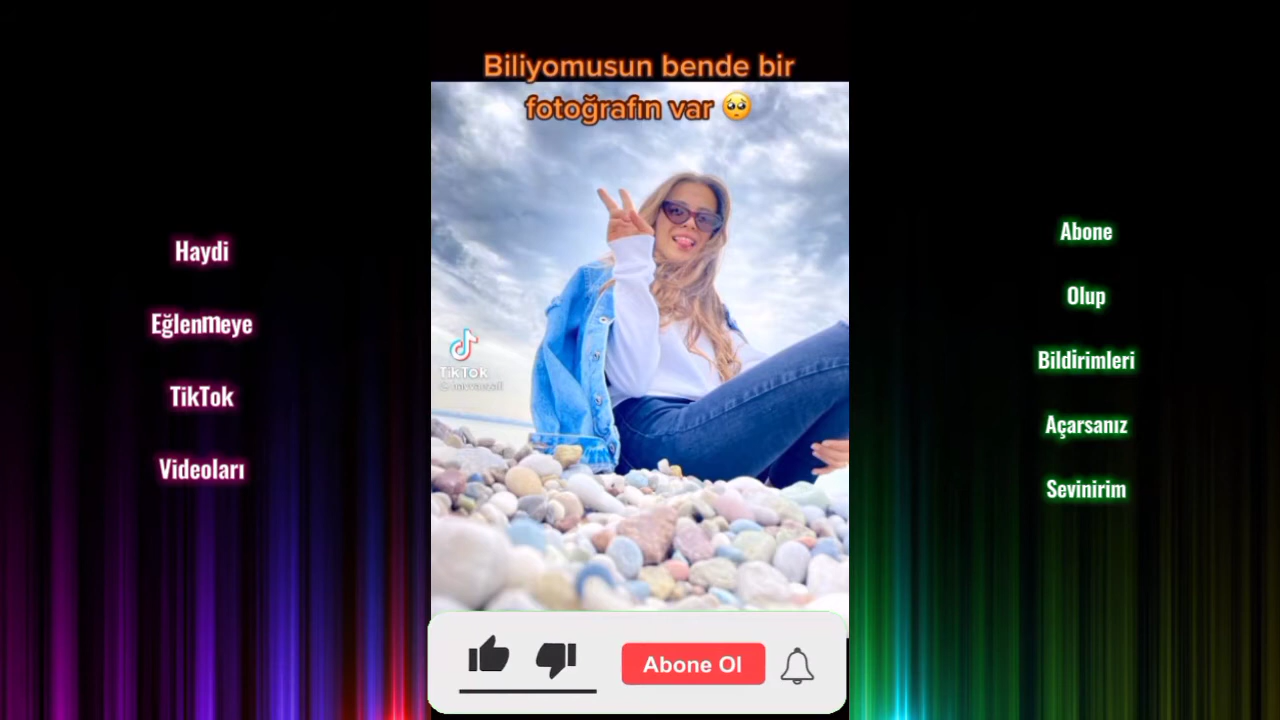 Biliyomusun bende bir
fotoğrafın var 🥺
Haydi
Eğlenmeye
TikTok
Videoları
TikTok
Abone
Olup
Bildirimleri
Açarsanız
Sevinirim
Abone Ol